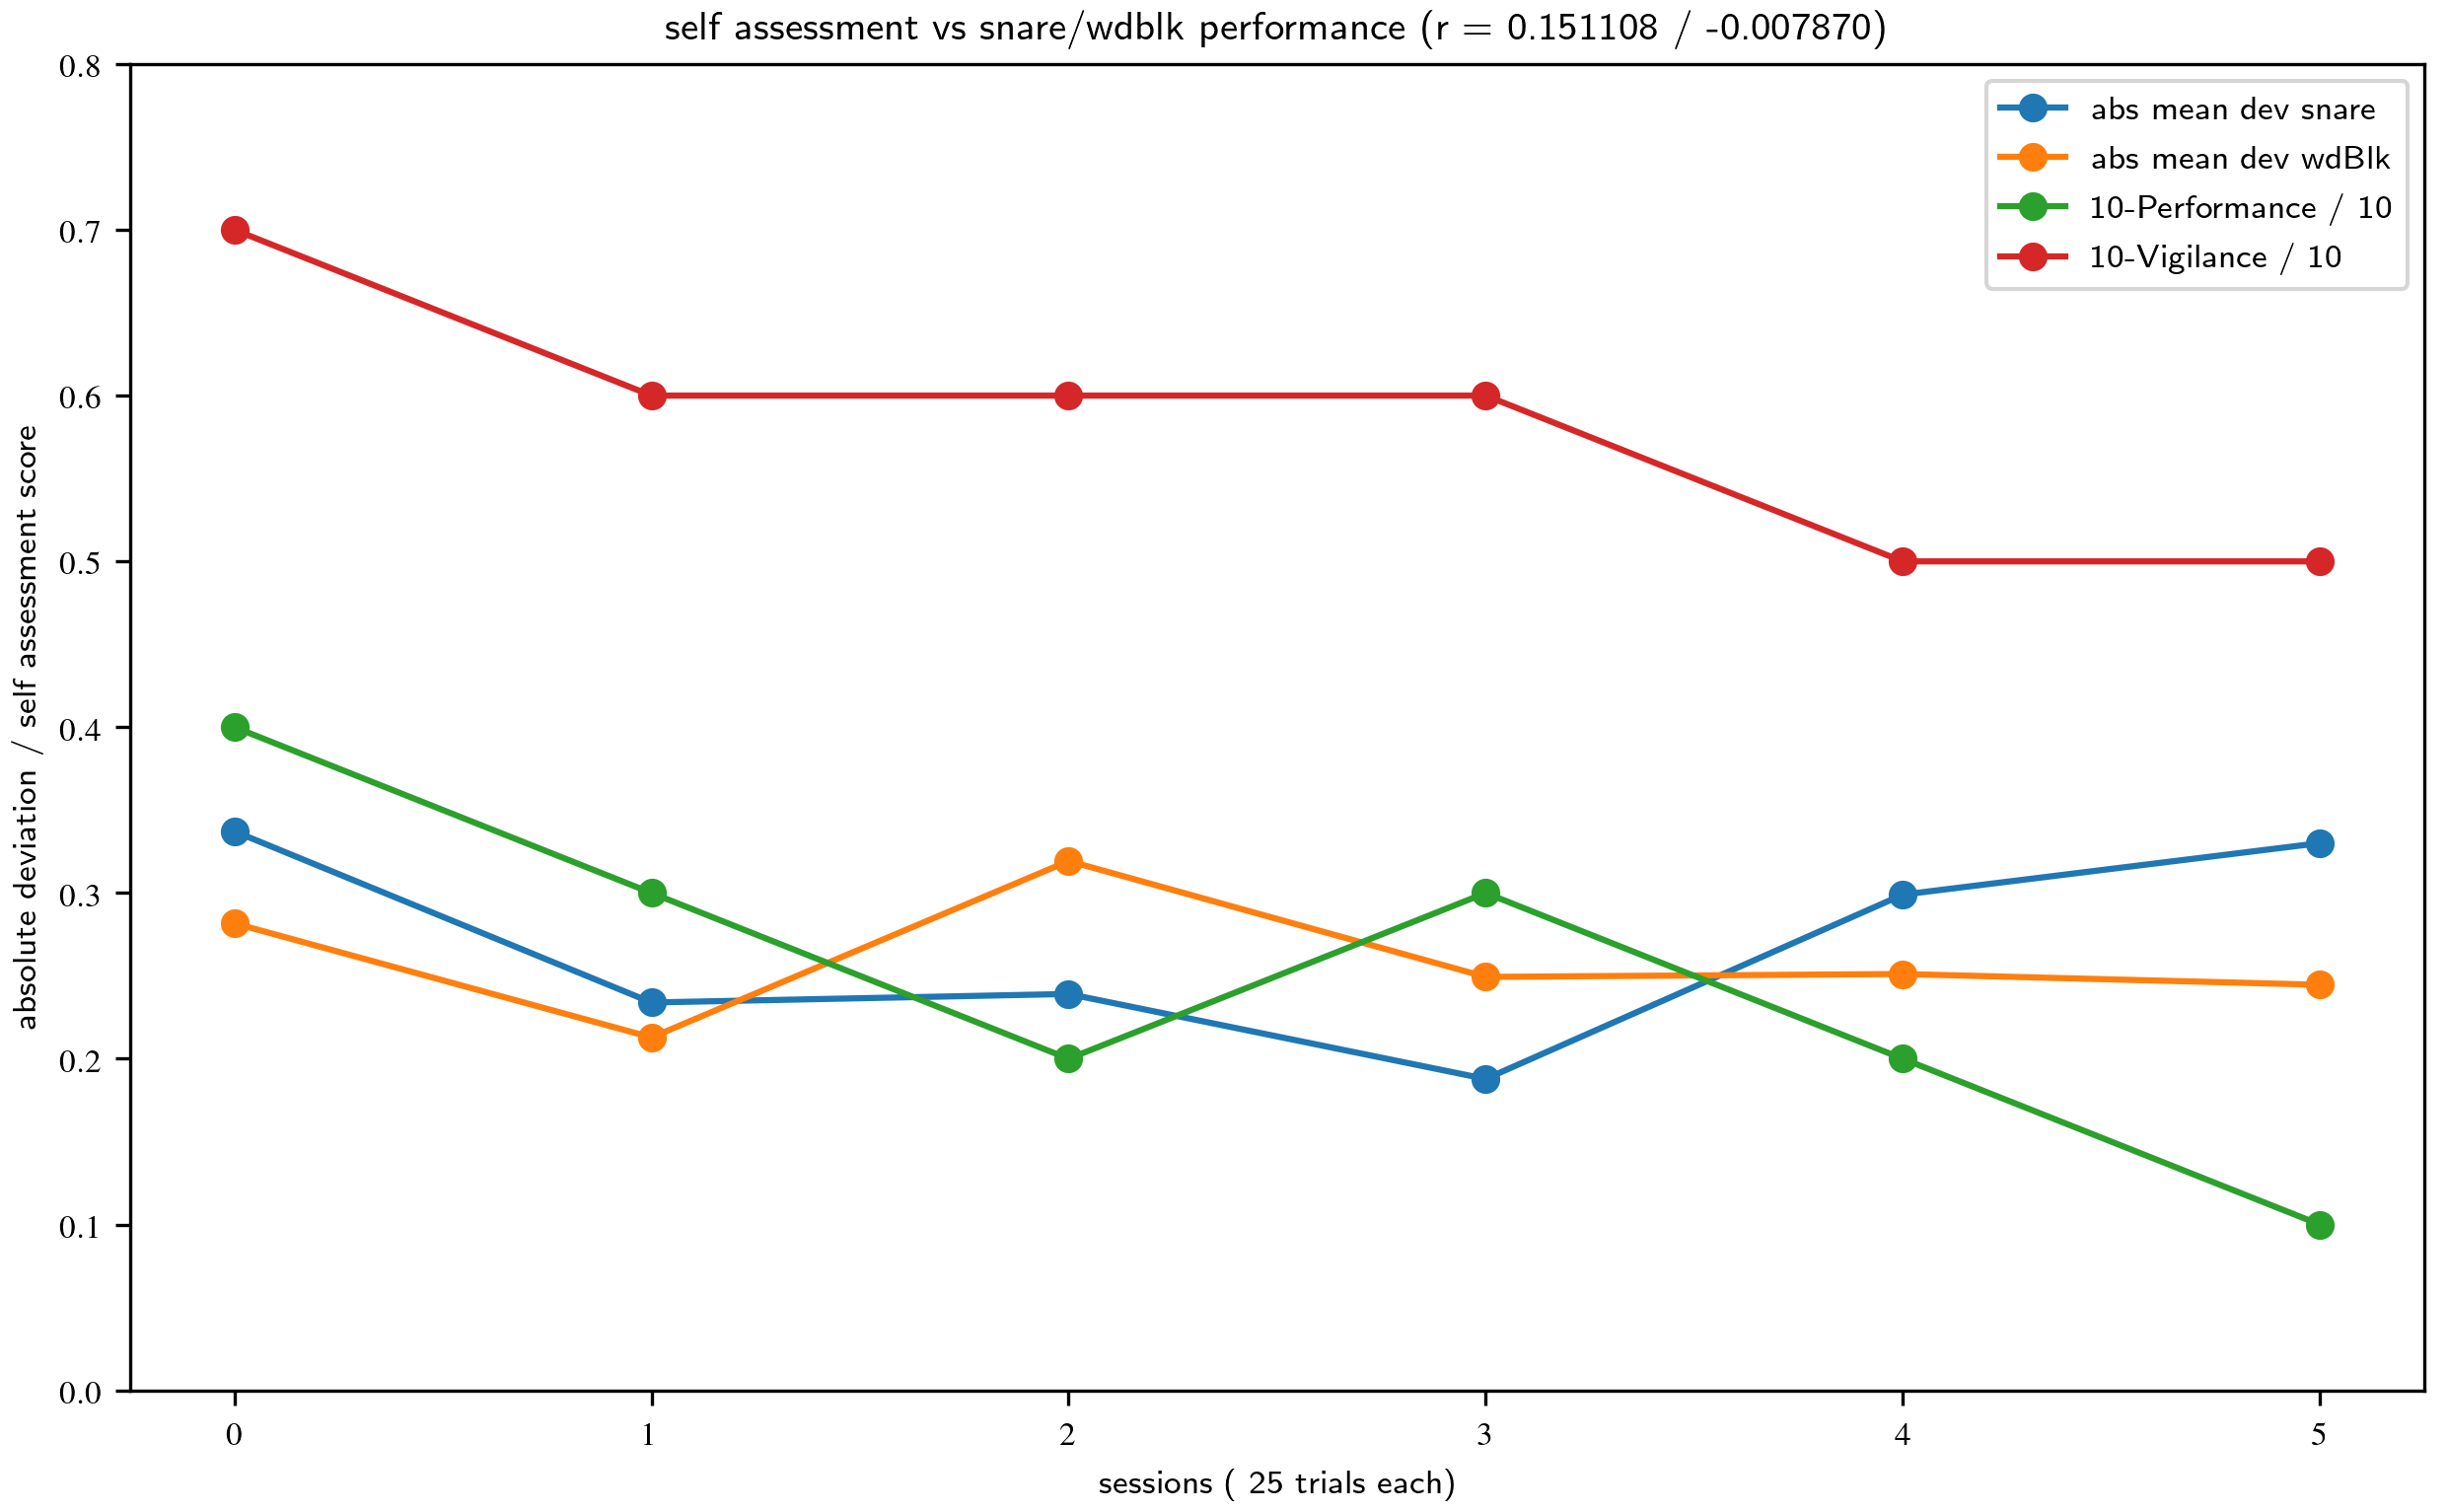 self assessment vs snare/wdblk performance (r = 0.151108 / -0.007870)
abs mean dev snare
abs mean dev wdBlk
10-Performance / 10
10-Vigilance / 10
absolute deviation / self assessment score
0.8
0.7
0.6
0.5
0.4
0.3
0.2
0.1
0.0
0 1 2 3 4 5
sessions ( 25 trials each)